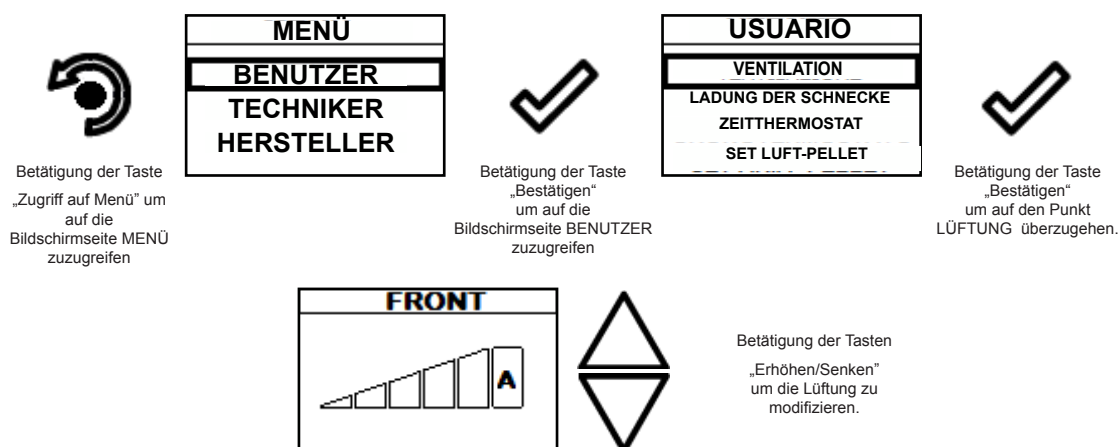 MENÜ
BENUTZER
TECHNIKER
HERSTELLER
USUARIO
VENTILATION
LADUNG DER SCHNECKE
ZEITTHERMOSTAT
SET LUFT-PELLET
Betätigung der Taste
„Zugriff auf Menü” um
auf die
Bildschirmseite MENÜ
zuzugreifen
Betätigung der Taste
„Bestätigen“
um auf die
Bildschirmseite BENUTZER
zuzugreifen
Betätigung der Taste
„Bestätigen“
um auf den Punkt
LÜFTUNG überzugehen.
FRONT
A
Betätigung der Tasten
„Erhöhen/Senken”
um die Lüftung zu
modifizieren.